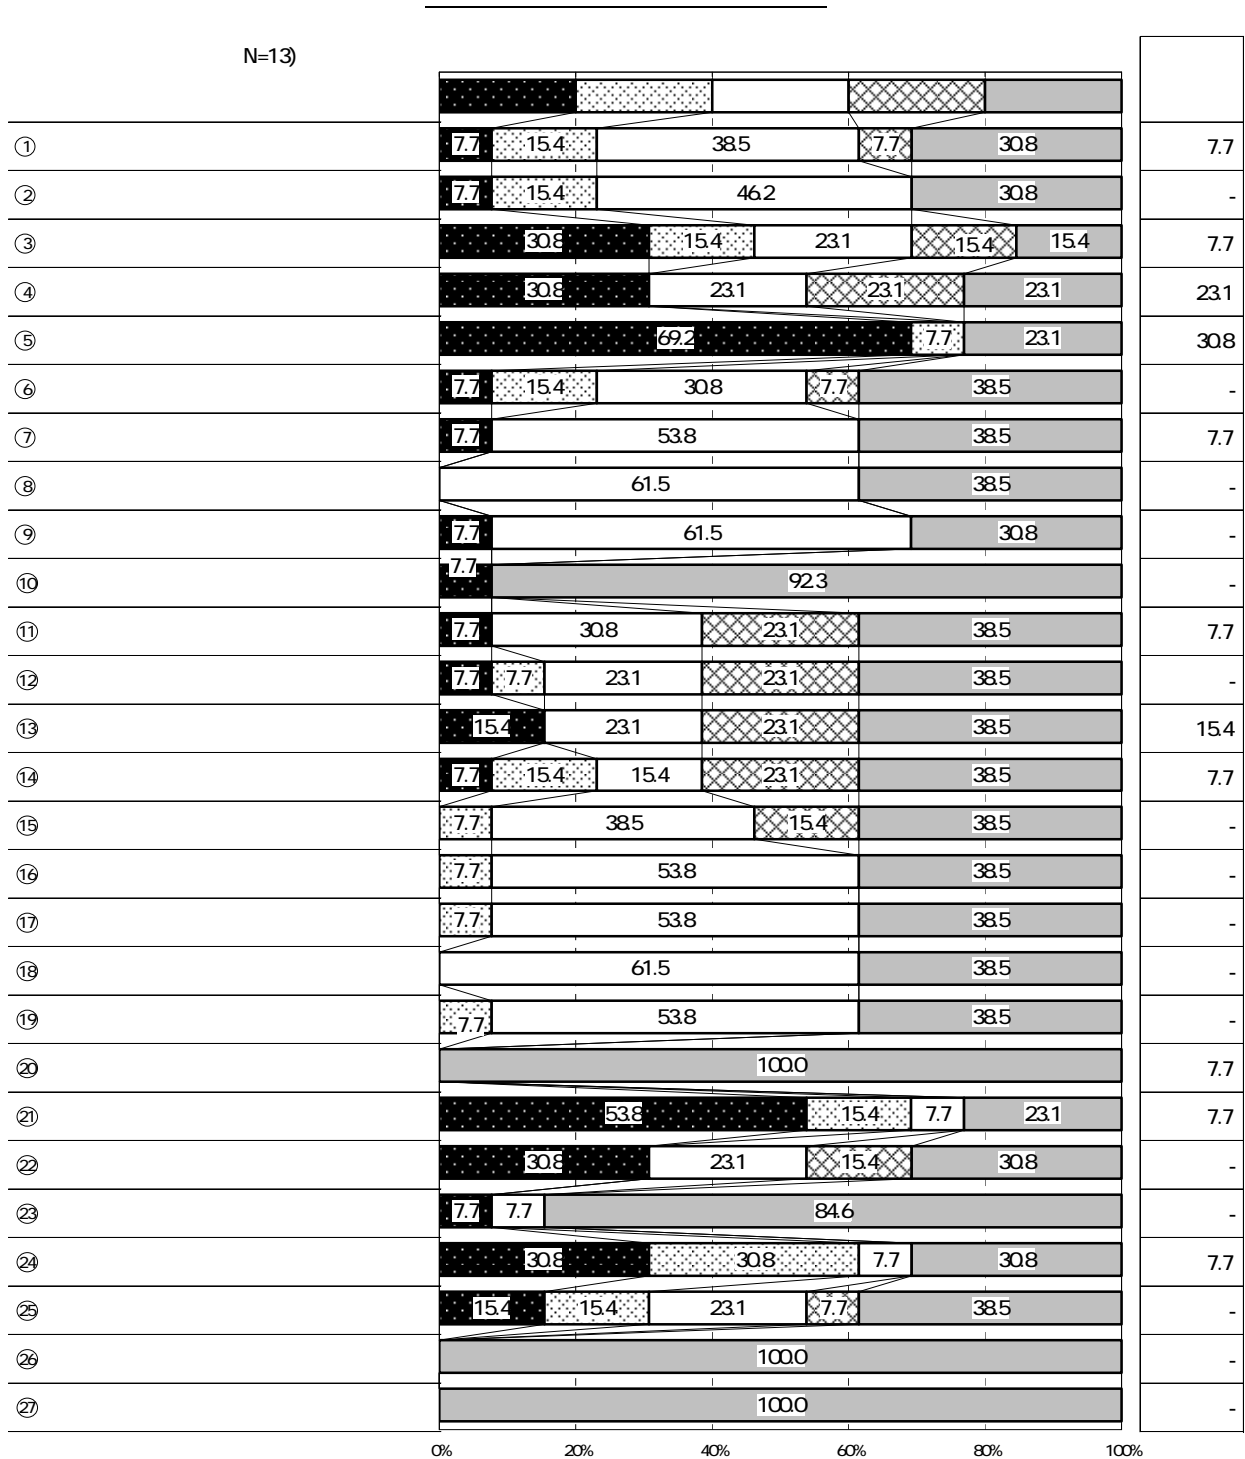 N=13)
① 7.7 15.4 38.5 7.7 30.8 7.7
② 7.7 15.4 46.2 30.8 -
③ 30.8 15.4 23.1 15.4 15.4 7.7
④ 30.8 23.1 23.1 23.1 23.1
⑤ 69.2 7.7 23.1 30.8
⑥ 7.7 15.4 30.8 7.7 38.5 -
⑦ 7.7 53.8 38.5 7.7
⑧ 61.5 38.5 -
⑨ 7.7 61.5 30.8 -
⑩ 7.7 92.3 -
⑪ 7.7 30.8 23.1 38.5 7.7
⑫ 7.7 7.7 23.1 23.1 38.5 -
⑬ 15.4 23.1 23.1 38.5 15.4
⑭ 7.7 15.4 15.4 23.1 38.5 7.7
⑮ 7.7 38.5 15.4 38.5 -
⑯ 7.7 53.8 38.5 -
⑰ 7.7 53.8 38.5 -
⑱ 61.5 38.5 -
⑲ 7.7 53.8 38.5 -
⑳ 100.0 7.7
㉑ 53.8 15.4 7.7 23.1 7.7
㉒ 30.8 23.1 15.4 30.8 -
㉓ 7.7 7.7 84.6 -
㉔ 30.8 30.8 7.7 30.8 7.7
㉕ 15.4 15.4 23.1 7.7 38.5 -
㉖ 100.0 -
㉗ 100.0 -
0% 20% 40% 60% 80% 100%